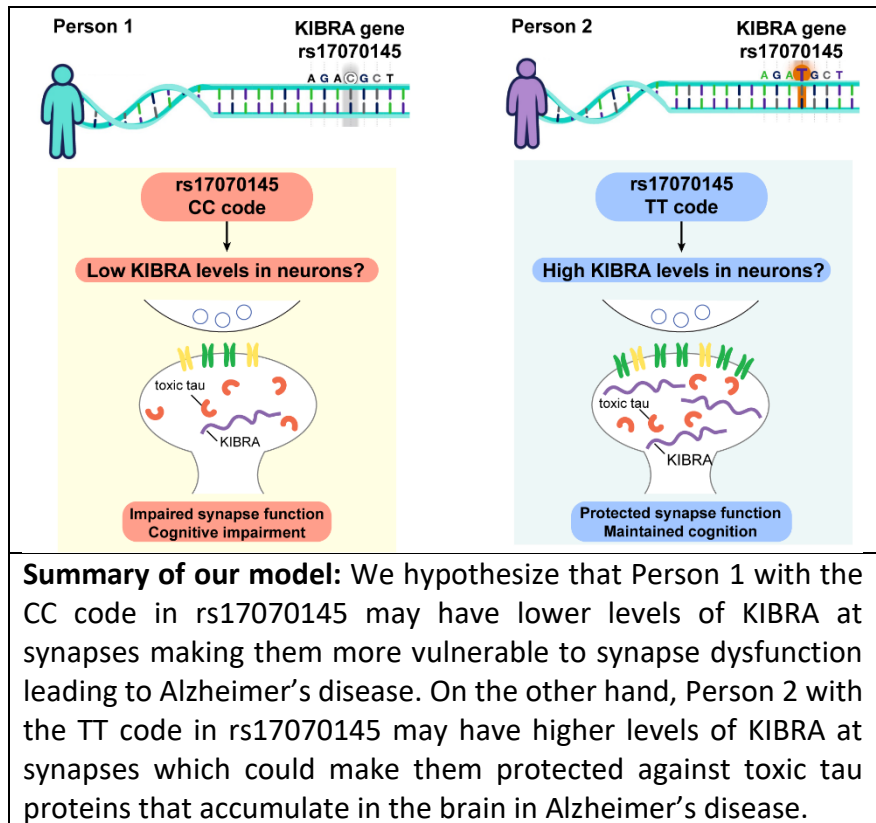 Person 1
KIBRA gene
rs17070145
A G A C G C T
rs17070145
CC code
Low KIBRA levels in neurons?
toxic tau
KIBRA
Impaired synapse function
Cognitive impairment
Person 2
KIBRA gene
rs17070145
A G A T G C T
rs17070145
TT code
High KIBRA levels in neurons?
toxic tau
KIBRA
Protected synapse function
Maintained cognition
Summary of our model: We hypothesize that Person 1 with the
CC code in rs17070145 may have lower levels of KIBRA at
synapses making them more vulnerable to synapse dysfunction
leading to Alzheimer’s disease. On the other hand, Person 2 with
the TT code in rs17070145 may have higher levels of KIBRA at
synapses which could make them protected against toxic tau
proteins that accumulate in the brain in Alzheimer’s disease.